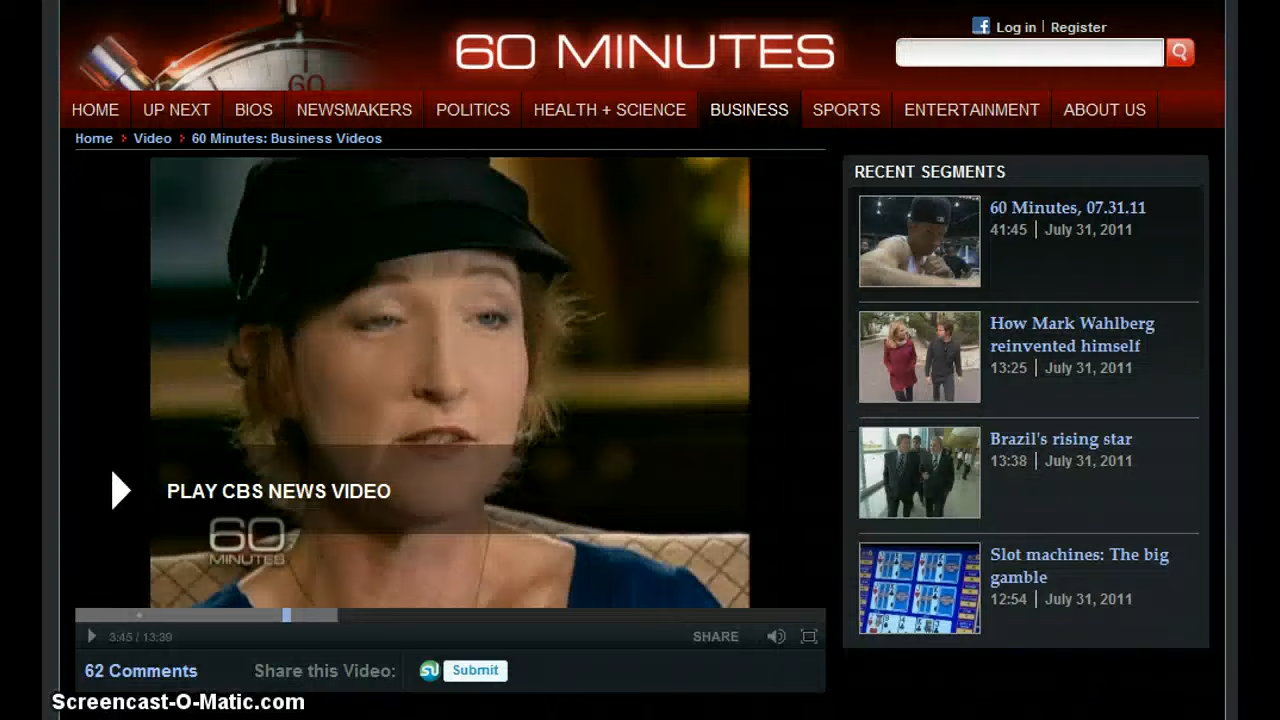 60 MINUTES
Log in | Register
60
HOME UP NEXT BIOS NEWSMAKERS POLITICS HEALTH + SCIENCE BUSINESS SPORTS ENTERTAINMENT ABOUT US
Home Video 60 Minutes: Business Videos
RECENT SEGMENTS
60 Minutes, 07.31.11
41:45 | July 31, 2011
How Mark Wahlberg
reinvented himself
13:25 | July 31, 2011
Brazil's rising star
13:38 | July 31, 2011
Slot machines: The big
gamble
12:54 | July 31, 2011
PLAY CBS NEWS VIDEO
60
MINUTES
3:45 / 13:39 SHARE
62 Comments Share this Video: Submit
Screencast-O-Matic.com